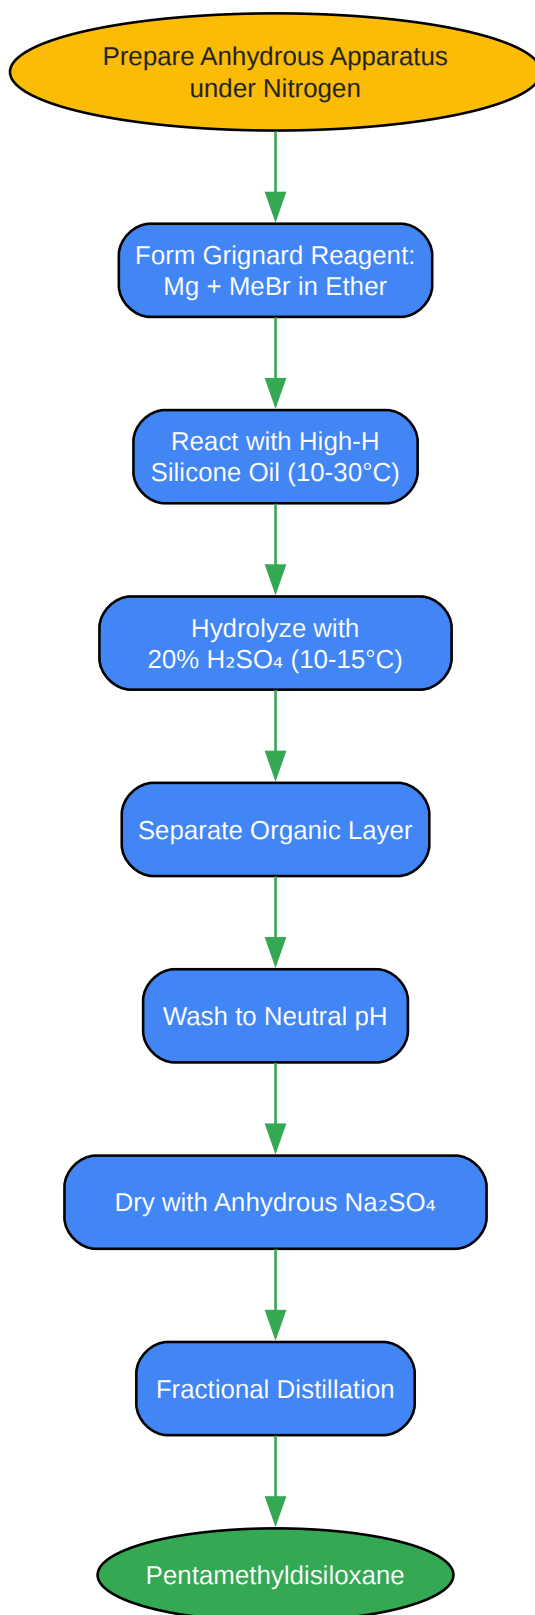 Prepare Anhydrous Apparatus
under Nitrogen
Form Grignard Reagent:
Mg + MeBr in Ether
React with High-H
Silicone Oil (10-30°C)
Hydrolyze with
20% H₂SO₄ (10-15°C)
Separate Organic Layer
Wash to Neutral pH
Dry with Anhydrous Na₂SO₄
Fractional Distillation
Pentamethyldisiloxane